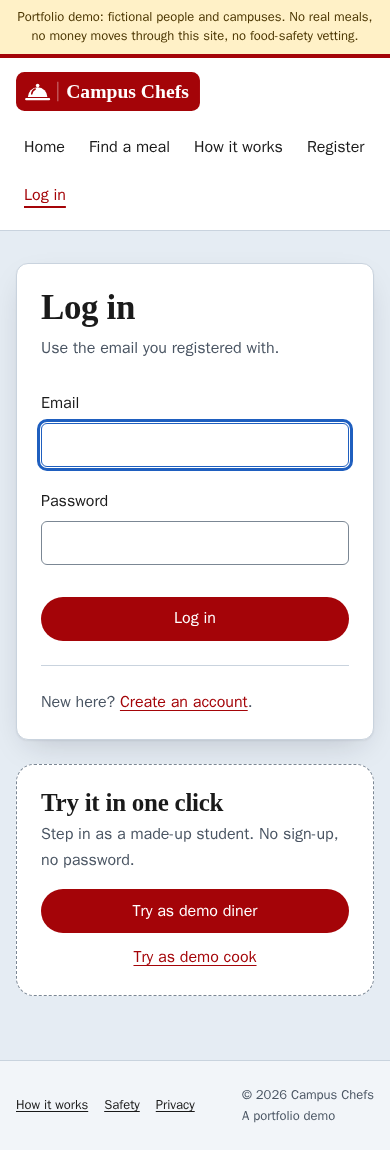 Portfolio demo: fictional people and campuses. No real meals,
no money moves through this site, no food-safety vetting.
Campus Chefs
Home Find a meal How it works Register
Log in
Log in
Use the email you registered with.
Email
Password
Log in
New here? Create an account.
Try it in one click
Step in as a made-up student. No sign-up,
no password.
Try as demo diner
Try as demo cook
How it works Safety Privacy
© 2026 Campus Chefs
A portfolio demo